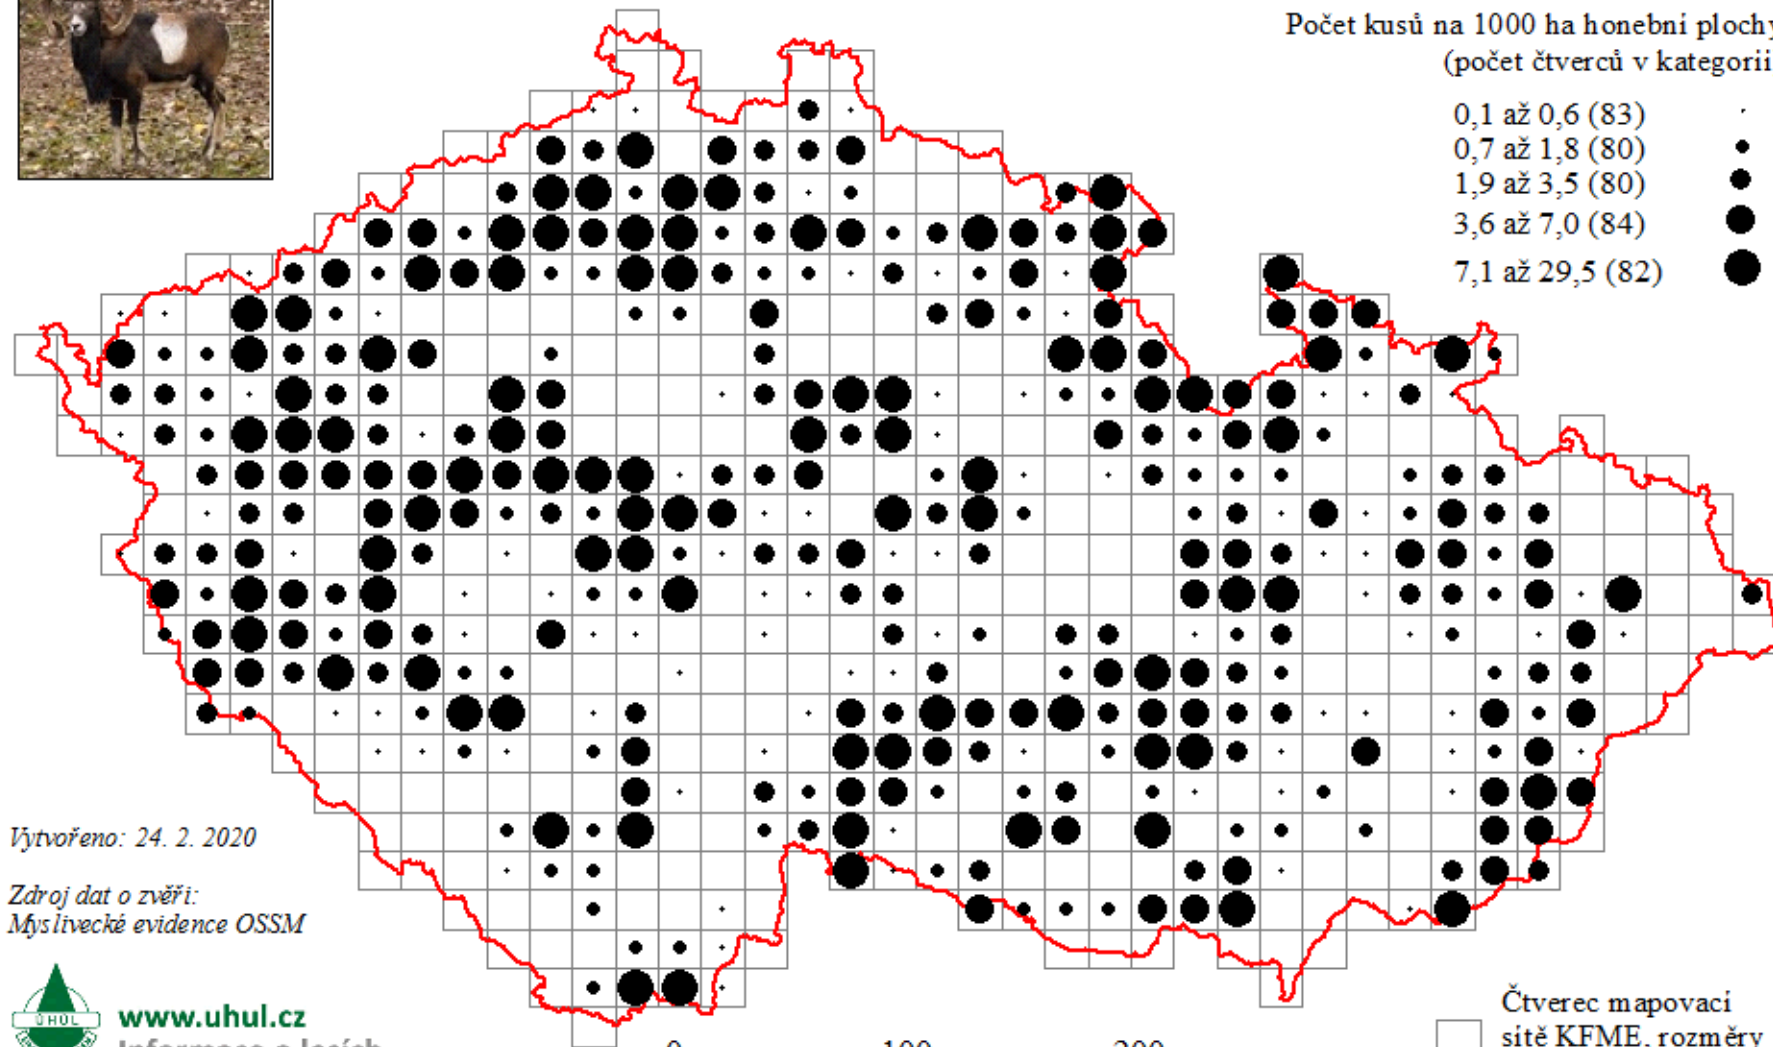 Počet kusů na 1000 ha honební plochy
(počet čtverců v kategorii
0,1 až 0,6 (83)
0,7 až 1,8 (80)
1,9 až 3,5 (80)
3,6 až 7,0 (84)
7,1 až 29,5 (82)
Vytvořeno: 24. 2. 2020
Zdroj dat o zvěři:
Myslivecké evidence OSSM
ÚHÚL
www.uhul.cz
Informace o lesích
0 100 200
Čtverec mapovací
sítě KFME, rozměry